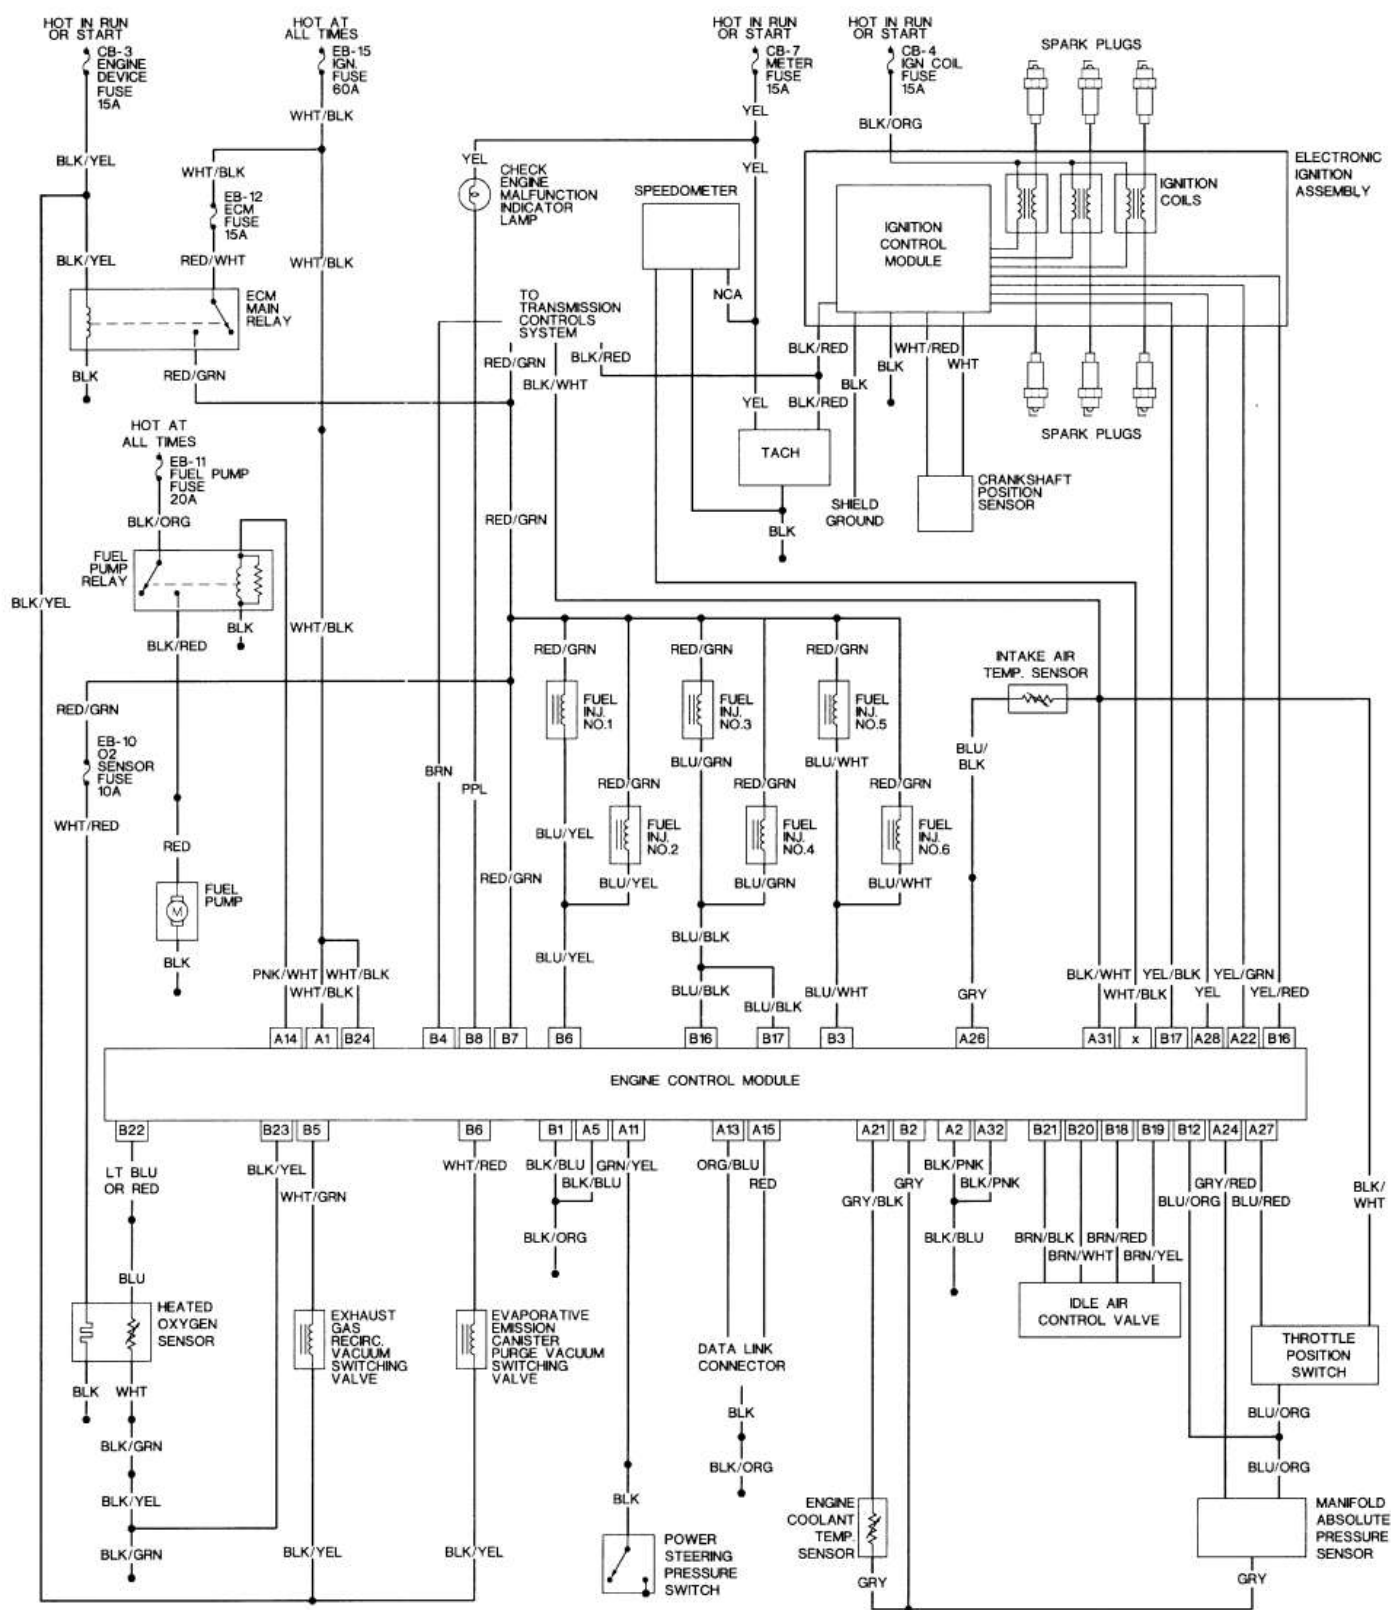 HOT IN RUN
OR START
CB-3
ENGINE
DEVICE
FUSE
15A
HOT AT
ALL TIMES
EB-15
IGN.
FUSE
60A
HOT IN RUN
OR START
CB-7
METER
FUSE
15A
HOT IN RUN
OR START
CB-4
IGN COIL
FUSE
15A
SPARK PLUGS
WHT/BLK
YEL
BLK/ORG
BLK/YEL
WHT/BLK
YEL
YEL
CHECK
ENGINE
MALFUNCTION
INDICATOR
LAMP
SPEEDOMETER
ELECTRONIC
IGNITION
ASSEMBLY
IGNITION
COILS
IGNITION
CONTROL
MODULE
EB-12
ECM
FUSE
15A
BLK/YEL
RED/WHT
WHT/BLK
NCA
ECM
MAIN
RELAY
TO
TRANSMISSION
CONTROLS
SYSTEM
BLK
RED/GRN
RED/GRN
BLK/RED
BLK/WHT
BLK/RED
BLK
BLK
WHT/RED
WHT
YEL
BLK/RED
SPARK PLUGS
HOT AT
ALL TIMES
EB-11
FUEL PUMP
FUSE
20A
TACH
CRANKSHAFT
POSITION
SENSOR
SHIELD
GROUND
BLK/ORG
RED/GRN
BLK
FUEL
PUMP
RELAY
BLK/YEL
BLK
WHT/BLK
BLK/RED
RED/GRN
RED/GRN
RED/GRN
INTAKE AIR
TEMP. SENSOR
RED/GRN
FUEL
INJ.
NO.1
FUEL
INJ.
NO.3
FUEL
INJ.
NO.5
EB-10
O2
SENSOR
FUSE
10A
BLU/GRN
BLU/WHT
BLU/
BLK
BRN
PPL
RED/GRN
RED/GRN
RED/GRN
WHT/RED
BLU/YEL
FUEL
INJ.
NO.2
FUEL
INJ.
NO.4
FUEL
INJ.
NO.6
RED
FUEL
PUMP
M
RED/GRN
BLU/YEL
BLU/GRN
BLU/WHT
BLK
BLU/YEL
BLU/BLK
PNK/WHT
WHT/BLK
WHT/BLK
BLU/BLK
BLU/BLK
BLU/WHT
GRY
BLK/WHT
YEL/BLK
YEL/GRN
WHT/BLK
YEL
YEL/RED
A14
A1
B24
B4
B8
B7
B6
B16
B17
B3
A26
A31
x
B17
A28
A22
B16
ENGINE CONTROL MODULE
B22
B23
B5
B6
B1
A5
A11
A13
A15
A21
B2
A2
A32
B21
B20
B18
B19
B12
A24
A27
LT BLU
OR RED
BLK/YEL
WHT/GRN
WHT/RED
BLK/BLU
GRN/YEL
BLK/BLU
ORG/BLU
RED
GRY
GRY/BLK
BLK/PNK
BLK/PNK
GRY/RED
BLU/ORG
BLU/RED
BLK/
WHT
BLK/ORG
BLK/BLU
BRN/BLK
BRN/RED
BRN/WHT
BRN/YEL
BLU
HEATED
OXYGEN
SENSOR
EXHAUST
GAS
RECIRC.
VACUUM
SWITCHING
VALVE
EVAPORATIVE
EMISSION
CANISTER
PURGE VACUUM
SWITCHING
VALVE
DATA LINK
CONNECTOR
IDLE AIR
CONTROL VALVE
THROTTLE
POSITION
SWITCH
BLK
WHT
BLK
BLU/ORG
BLK/GRN
BLK/ORG
BLU/ORG
BLK/YEL
BLK
ENGINE
COOLANT
TEMP.
SENSOR
MANIFOLD
ABSOLUTE
PRESSURE
SENSOR
BLK/GRN
BLK/YEL
BLK/YEL
POWER
STEERING
PRESSURE
SWITCH
GRY
GRY